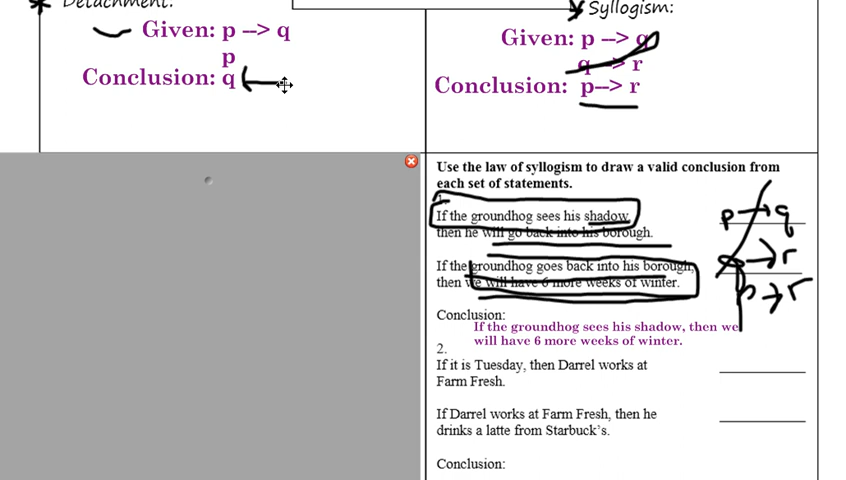 Detachment:
Given: p --> q
p
Conclusion: q
Syllogism:
Given: p --> q
q --> r
Conclusion: p--> r
Use the law of syllogism to draw a valid conclusion from
each set of statements.
1.
If the groundhog sees his shadow,
then he will go back into his borough.
p → q
If the groundhog goes back into his borough,
then we will have 6 more weeks of winter.
→ r
p → r
Conclusion:
If the groundhog sees his shadow, then we
will have 6 more weeks of winter.
2.
If it is Tuesday, then Darrel works at
Farm Fresh.
If Darrel works at Farm Fresh, then he
drinks a latte from Starbuck's.
Conclusion: